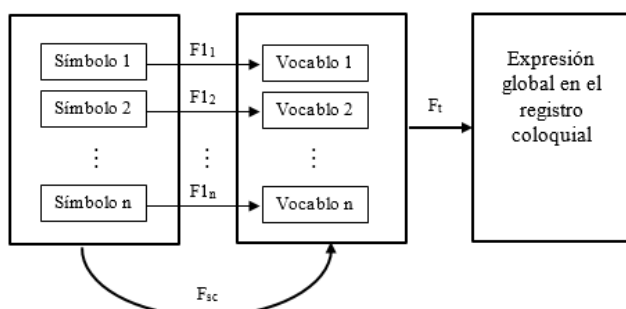 Símbolo 1
F1₁
Vocablo 1
Símbolo 2
F1₂
Vocablo 2
Símbolo n
F1ₙ
Vocablo n
Fₜ
Expresión
global en el
registro
coloquial
Fₛc